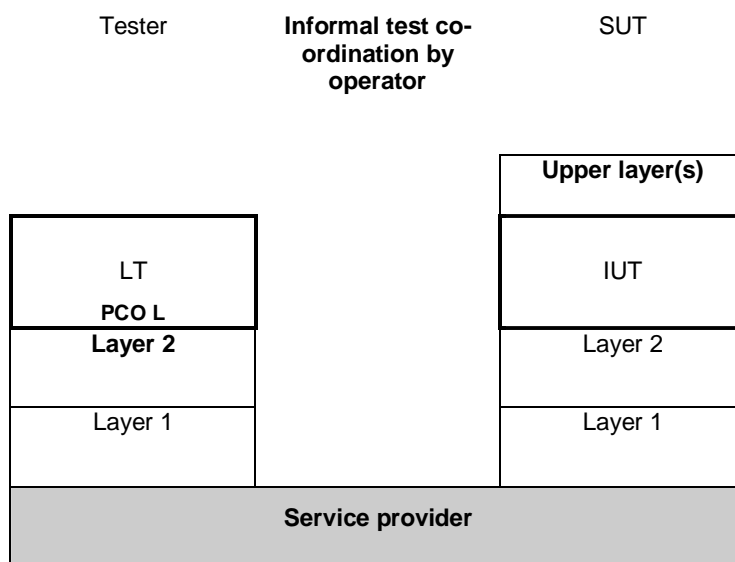 Tester
Informal test co-
ordination by
operator
SUT
Upper layer(s)
LT
PCO L
IUT
Layer 2
Layer 2
Layer 1
Layer 1
Service provider